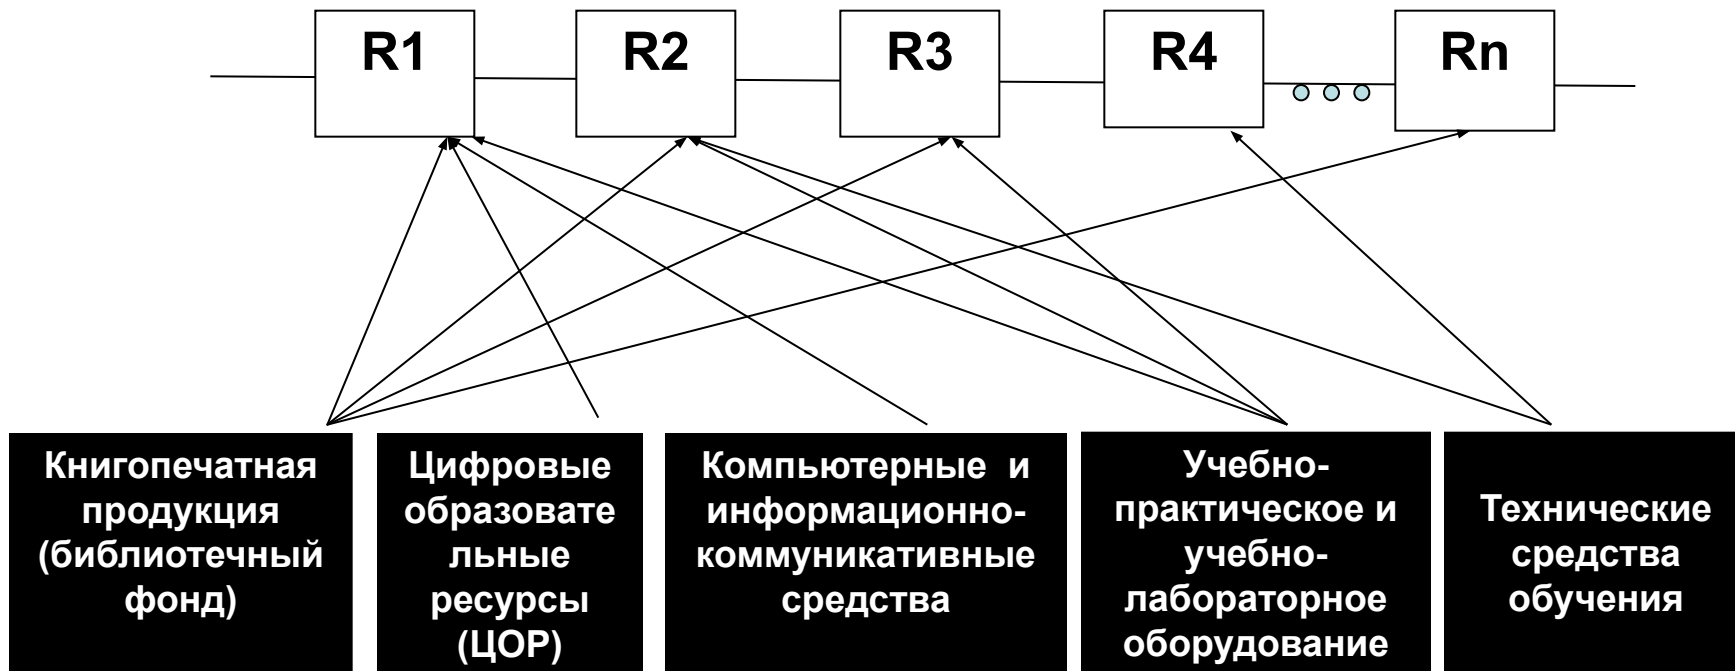 R1 R2 R3 R4 Rn
Книгопечатная
продукция
(библиотечный
фонд)
Цифровые
образовате
льные
ресурсы
(ЦОР)
Компьютерные и
информационно-
коммуникативные
средства
Учебно-
практическое и
учебно-
лабораторное
оборудование
Технические
средства
обучения